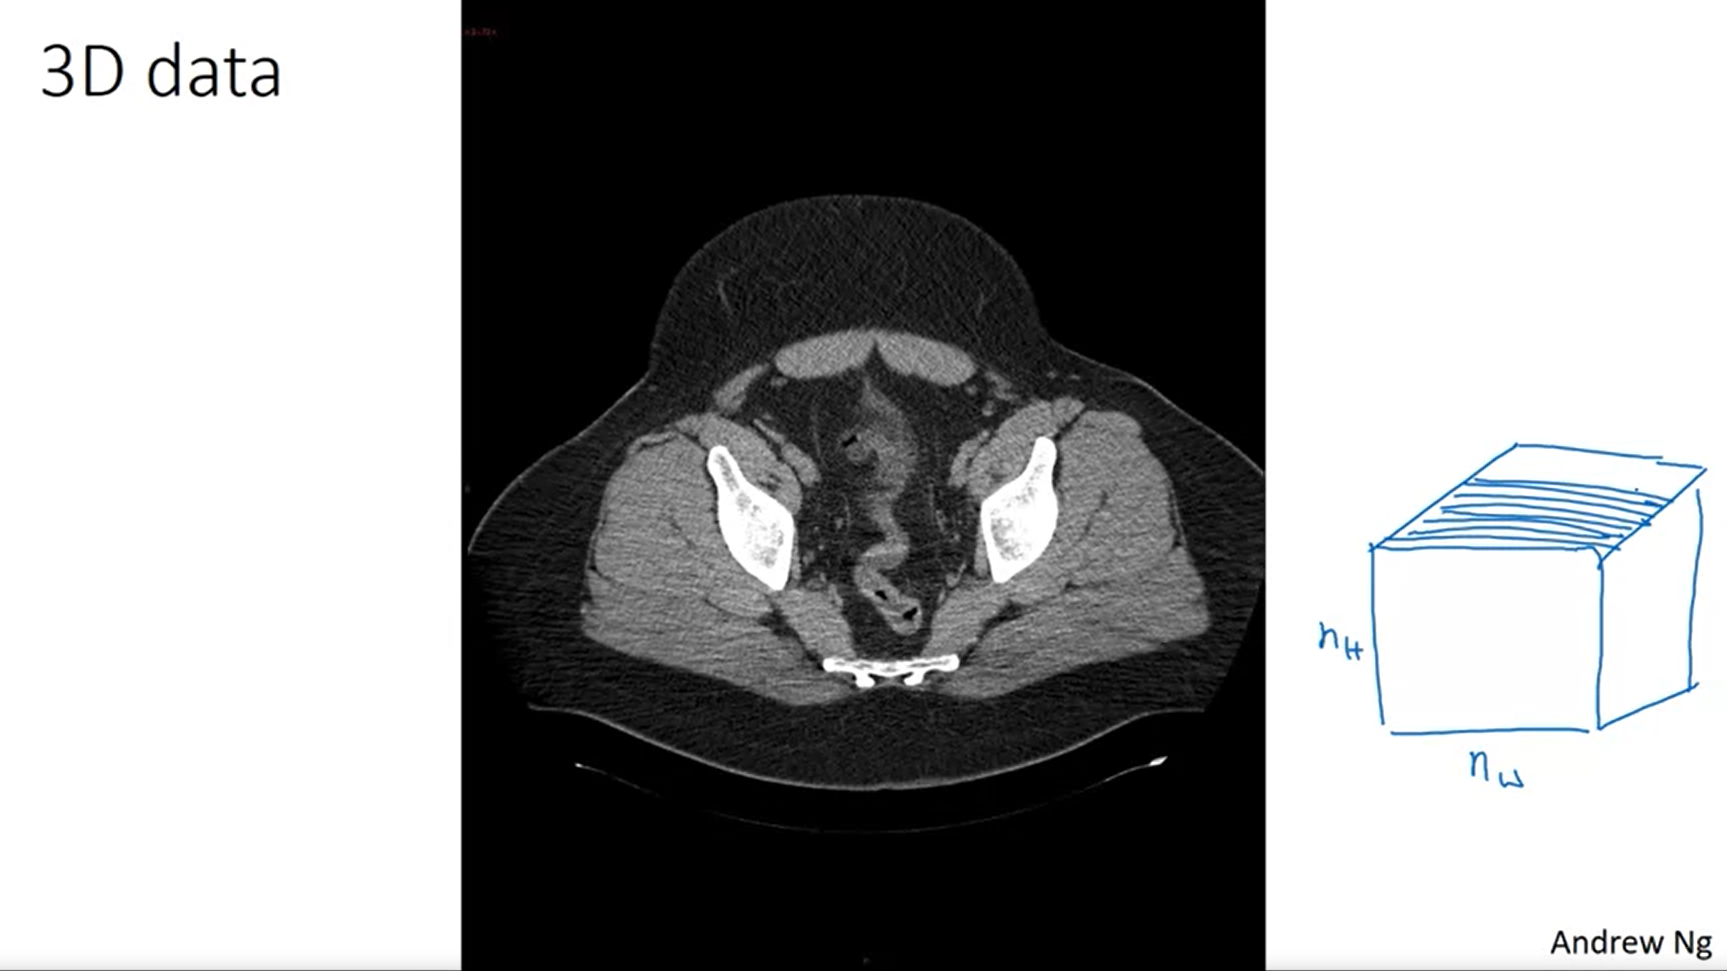 3D data
n_H
n_W
Andrew Ng